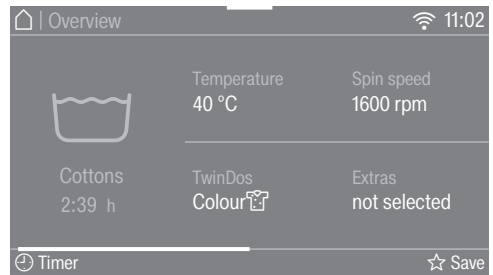 | Overview 11:02
Temperature Spin speed
40 °C 1600 rpm
Cottons TwinDos Extras
2:39 h Colour not selected
Timer Save